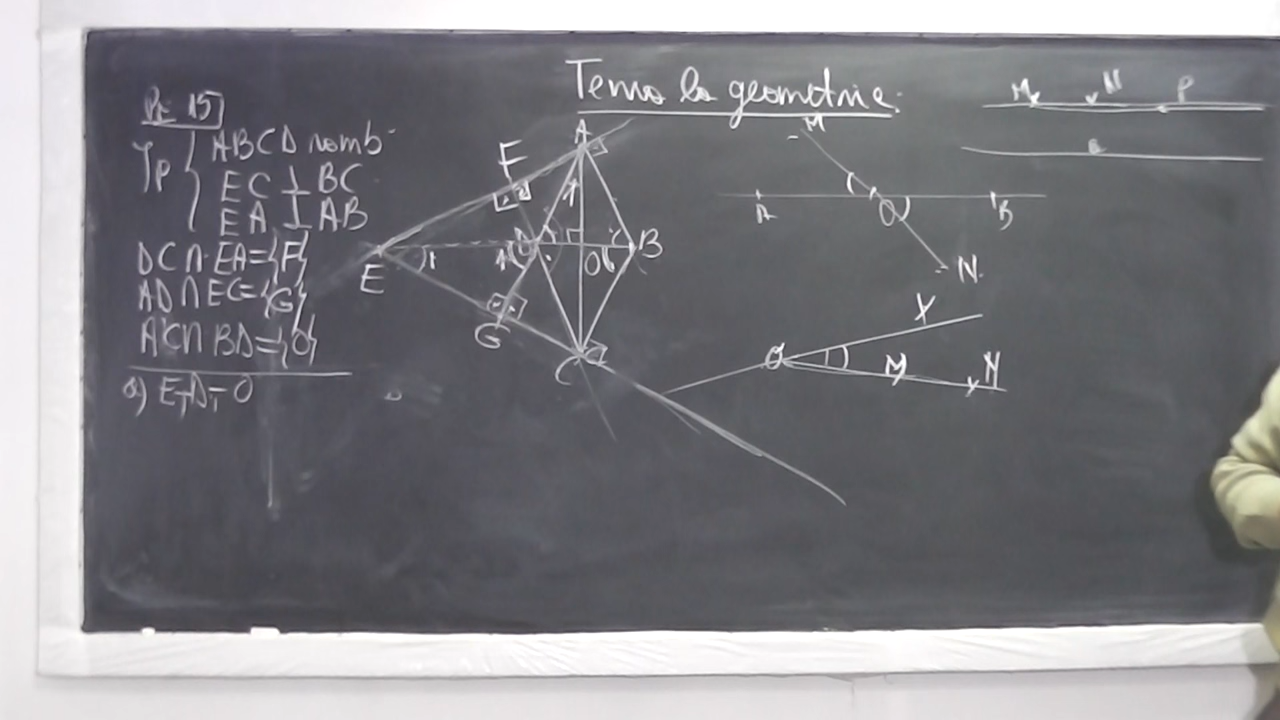 Tema la geometrie.
Pr 15
Ip { ABCD romb
EC ⊥ BC
EA ⊥ AB
DC ∩ EA = {F}
AD ∩ EC = {G}
AC ∩ BD = {O}
a) E, D, O
A
F
E
D
O
B
G
C
M
A
O
B
N
M N P
O
X
M
N